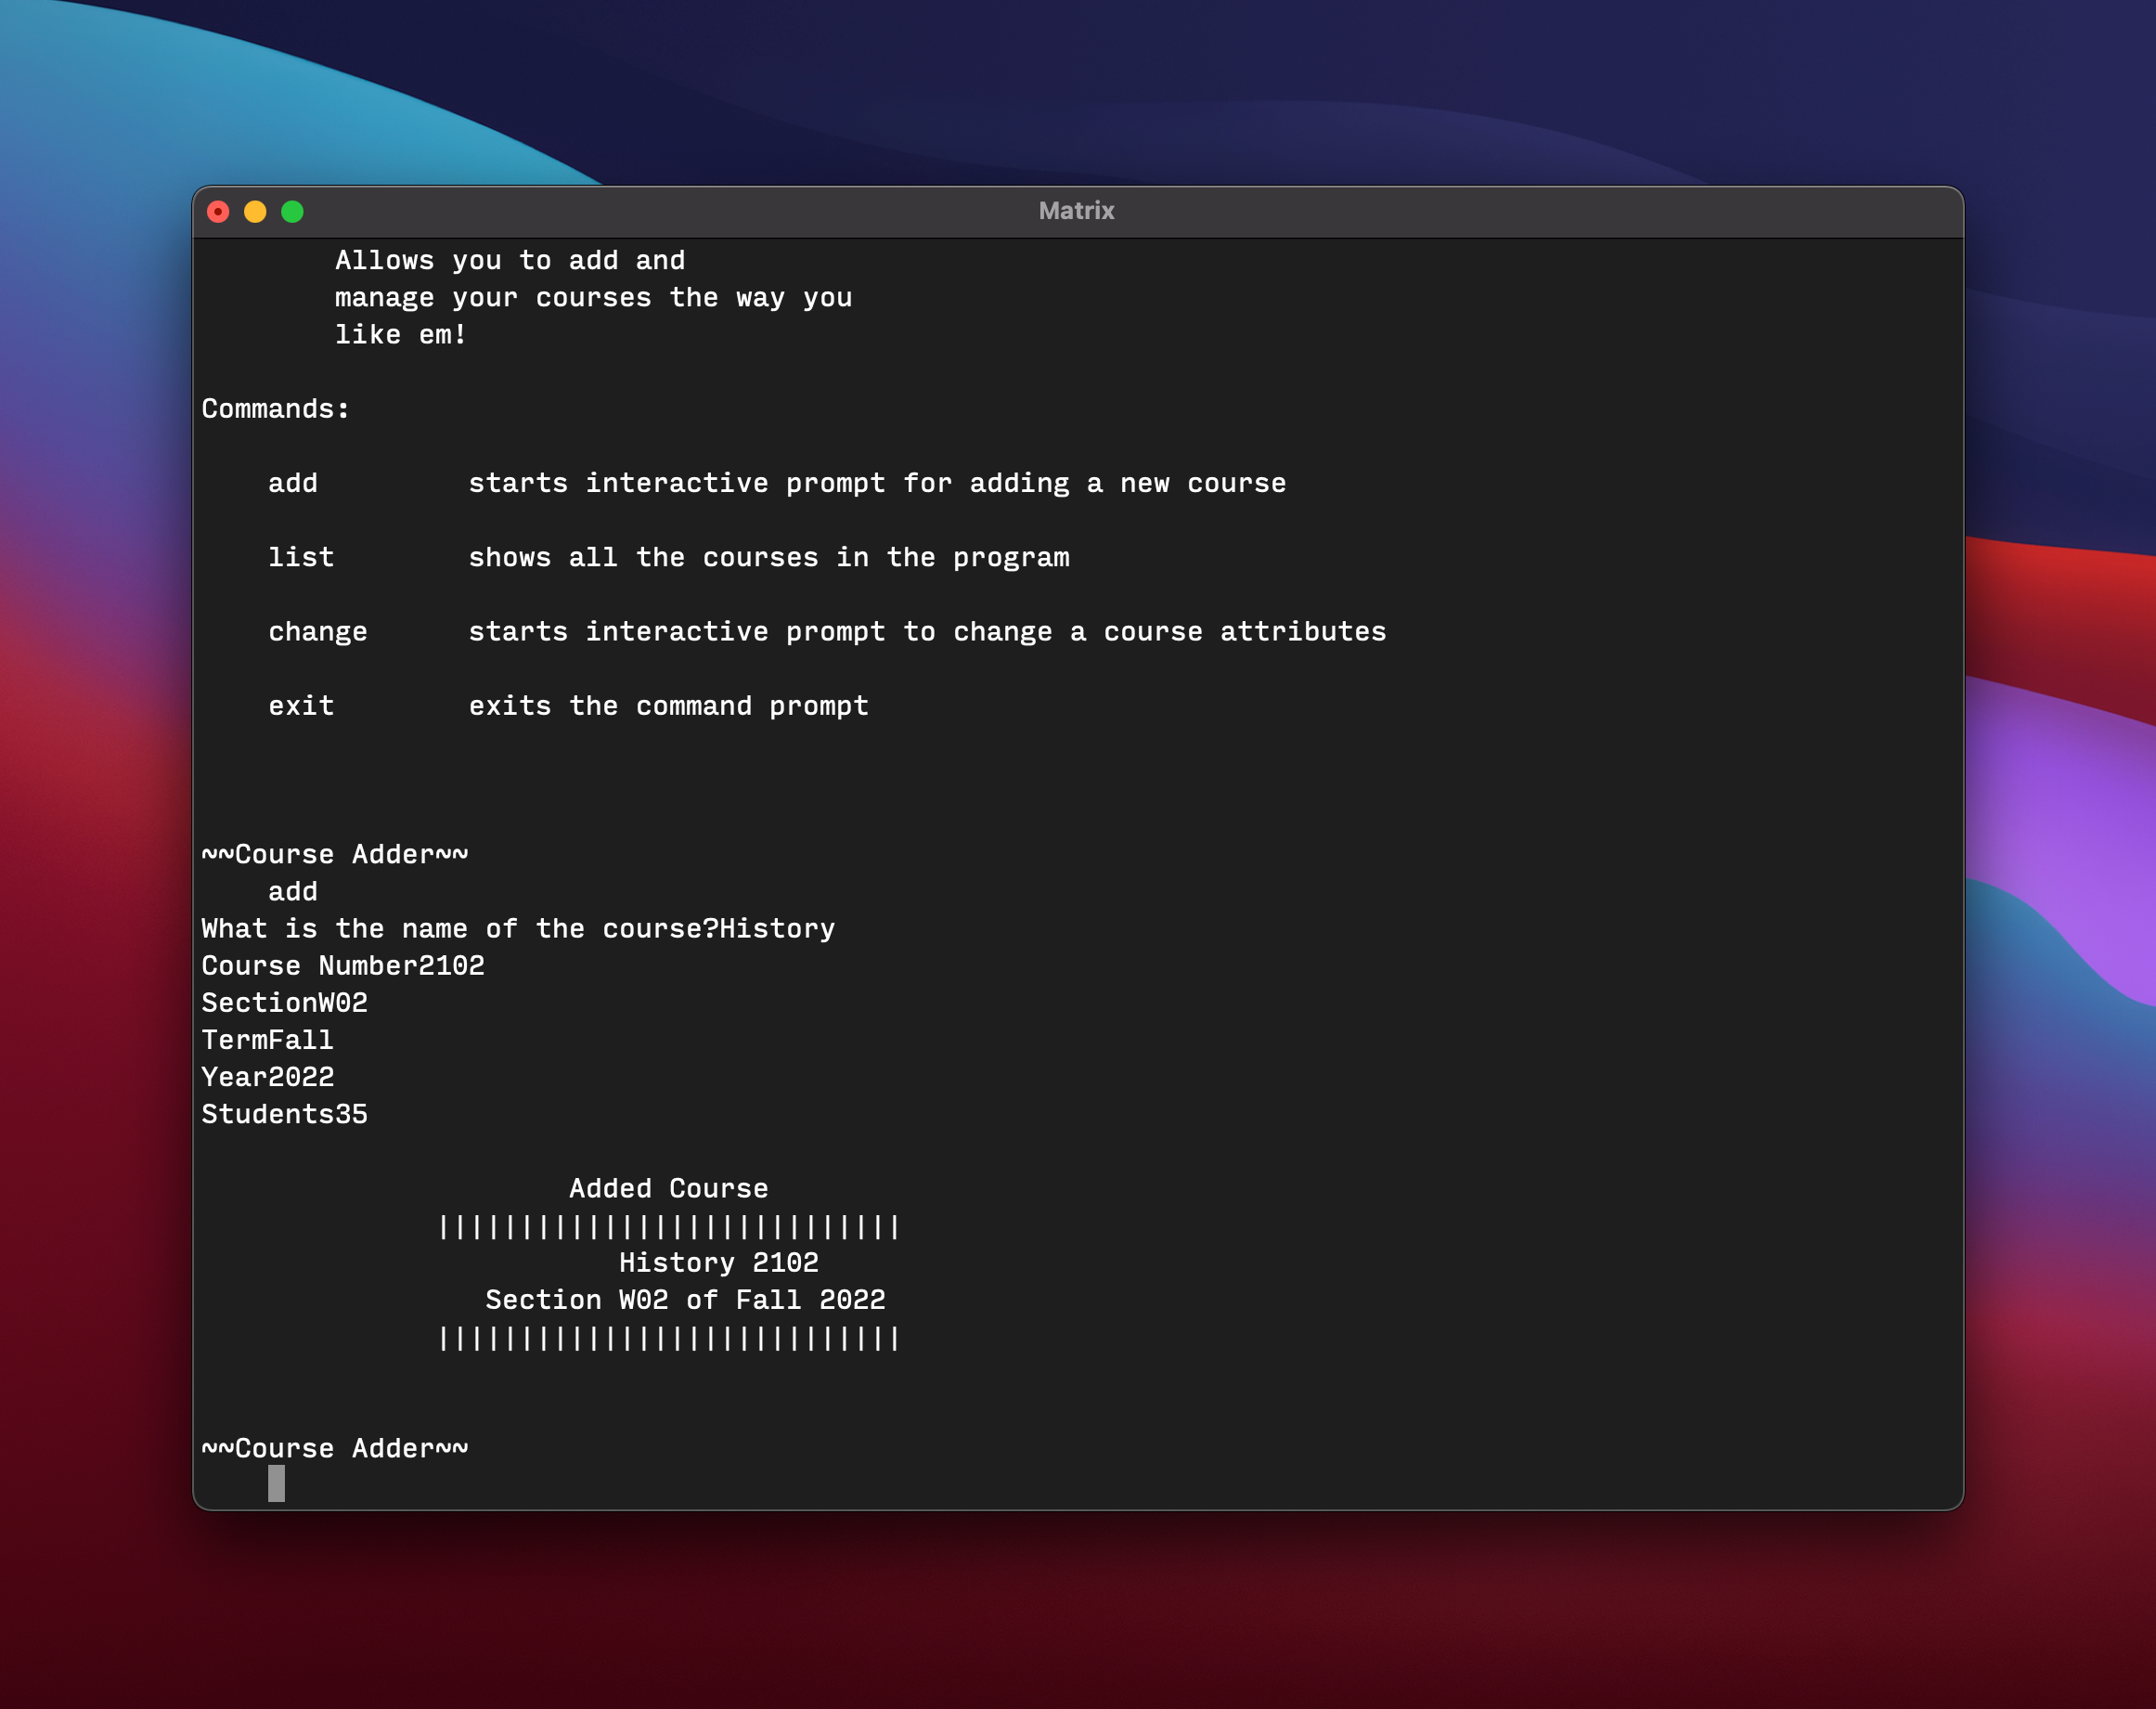 Matrix
Allows you to add and
manage your courses the way you
like em!
Commands:
add starts interactive prompt for adding a new course
list shows all the courses in the program
change starts interactive prompt to change a course attributes
exit exits the command prompt
~~Course Adder~~
add
What is the name of the course?History
Course Number2102
SectionW02
TermFall
Year2022
Students35
Added Course
||||||||||||||||||||||||||||
History 2102
Section W02 of Fall 2022
||||||||||||||||||||||||||||
~~Course Adder~~